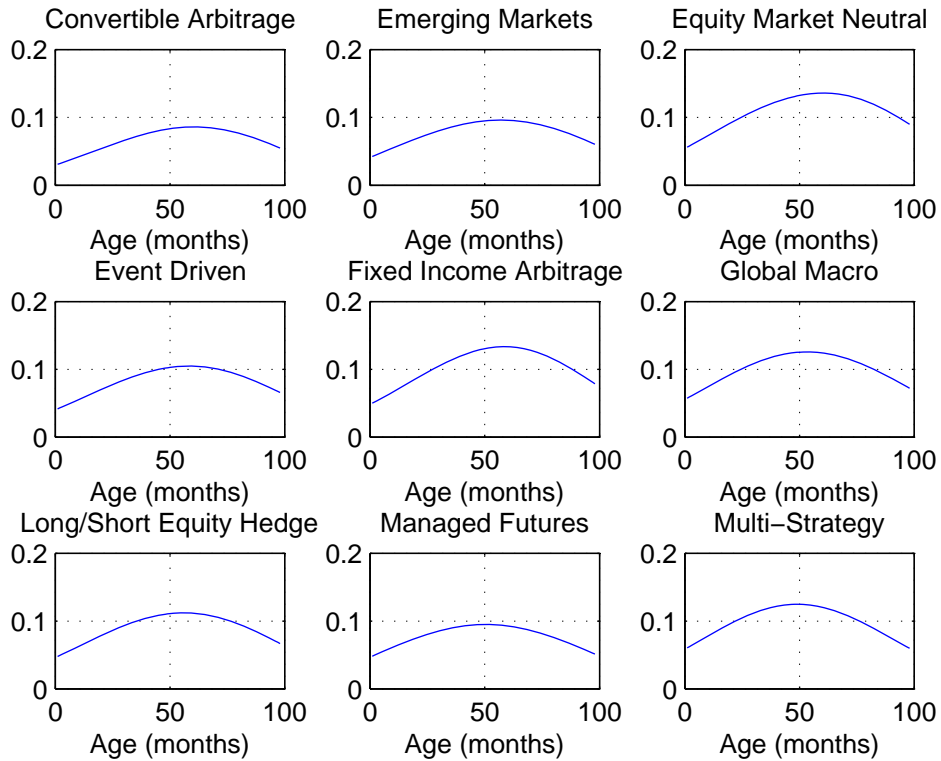 Convertible Arbitrage
0.2
0.1
0
0 50 100
Age (months)
Emerging Markets
0.2
0.1
0
0 50 100
Age (months)
Equity Market Neutral
0.2
0.1
0
0 50 100
Age (months)
Event Driven
0.2
0.1
0
0 50 100
Age (months)
Fixed Income Arbitrage
0.2
0.1
0
0 50 100
Age (months)
Global Macro
0.2
0.1
0
0 50 100
Age (months)
Long/Short Equity Hedge
0.2
0.1
0
0 50 100
Age (months)
Managed Futures
0.2
0.1
0
0 50 100
Age (months)
Multi−Strategy
0.2
0.1
0
0 50 100
Age (months)